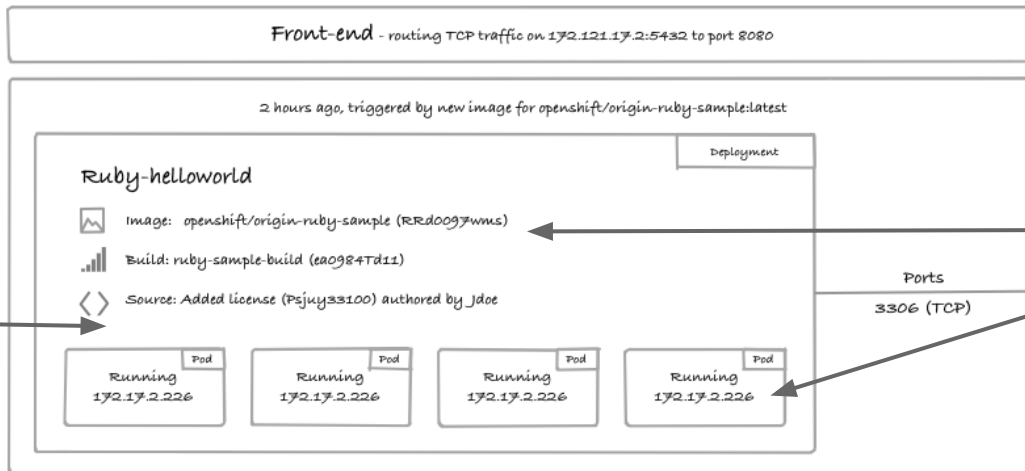 Front-end - routing TCP traffic on 172.121.17.2:5432 to port 8080
2 hours ago, triggered by new image for openshift/origin-ruby-sample:latest
Deployment
Ruby-helloworld
Image: openshift/origin-ruby-sample (RRd0097wms)
Build: ruby-sample-build (ea0984Td11)
Source: Added license (Psjuy33100) authored by Jdoe
Ports
3306 (TCP)
Pod
Running
172.17.2.226
Pod
Running
172.17.2.226
Pod
Running
172.17.2.226
Pod
Running
172.17.2.226